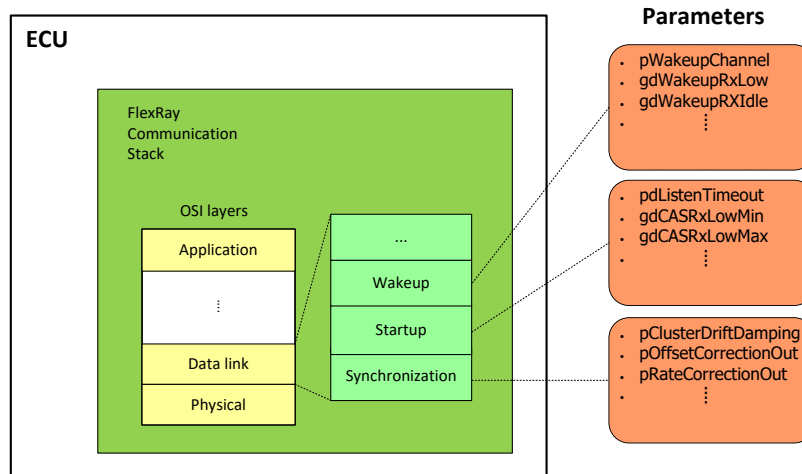 Parameters
ECU
• pWakeupChannel
• gdWakeupRxLow
• gdWakeupRXIdle
• ⁞
FlexRay
Communication
Stack
• pdListenTimeout
• gdCASRxLowMin
• gdCASRxLowMax
• ⁞
OSI layers
Application
⁞
Data link
Physical
...
Wakeup
Startup
Synchronization
• pClusterDriftDamping
• pOffsetCorrectionOut
• pRateCorrectionOut
• ⁞